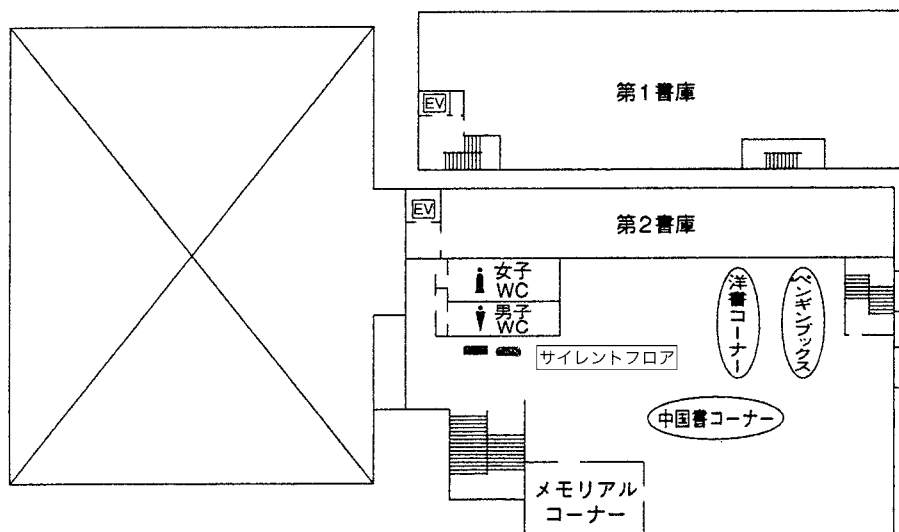 第1書庫
EV
EV
第2書庫
女子
WC
男子
WC
サイレントフロア
洋書コーナー
ペンギンブックス
中国書コーナー
メモリアル
コーナー